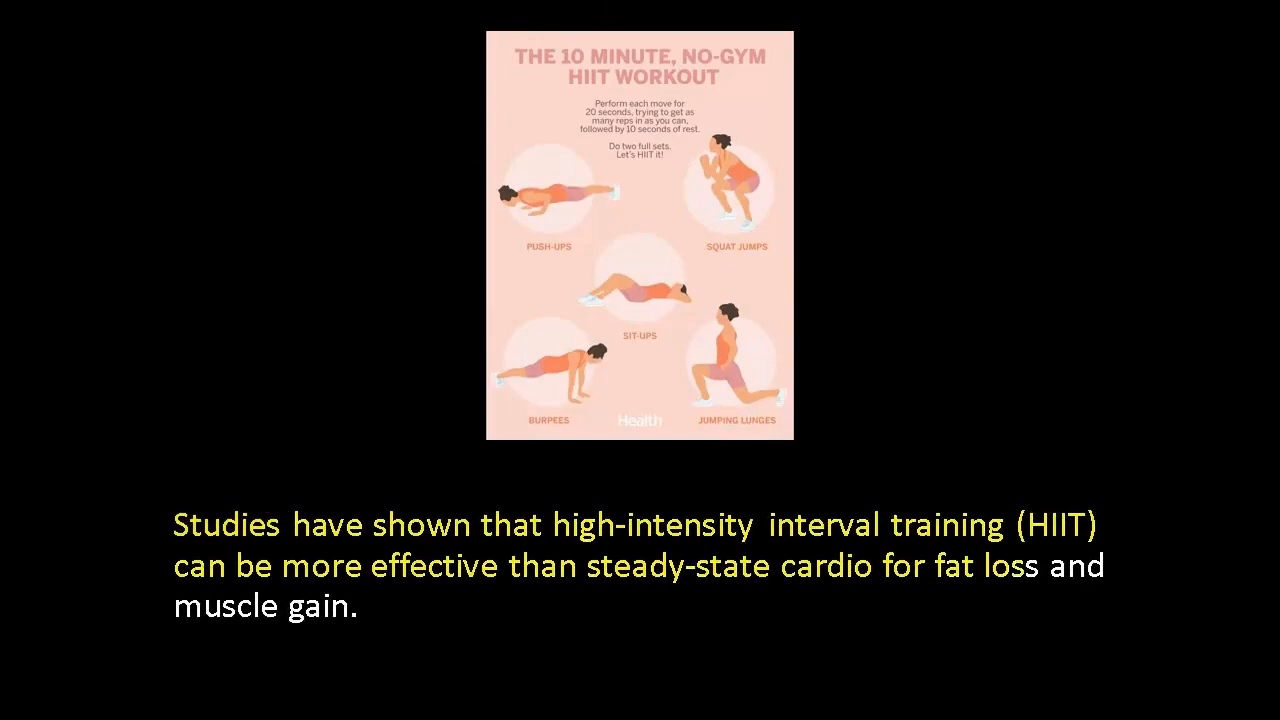 THE 10 MINUTE, NO-GYM
HIIT WORKOUT
Perform each move for
20 seconds, trying to get as
many reps in as you can,
followed by 10 seconds of rest.
Do two full sets.
Let's HIIT it!
PUSH-UPS
SQUAT JUMPS
SIT-UPS
BURPEES
Health
JUMPING LUNGES
Studies have shown that high-intensity interval training (HIIT)
can be more effective than steady-state cardio for fat loss and
muscle gain.